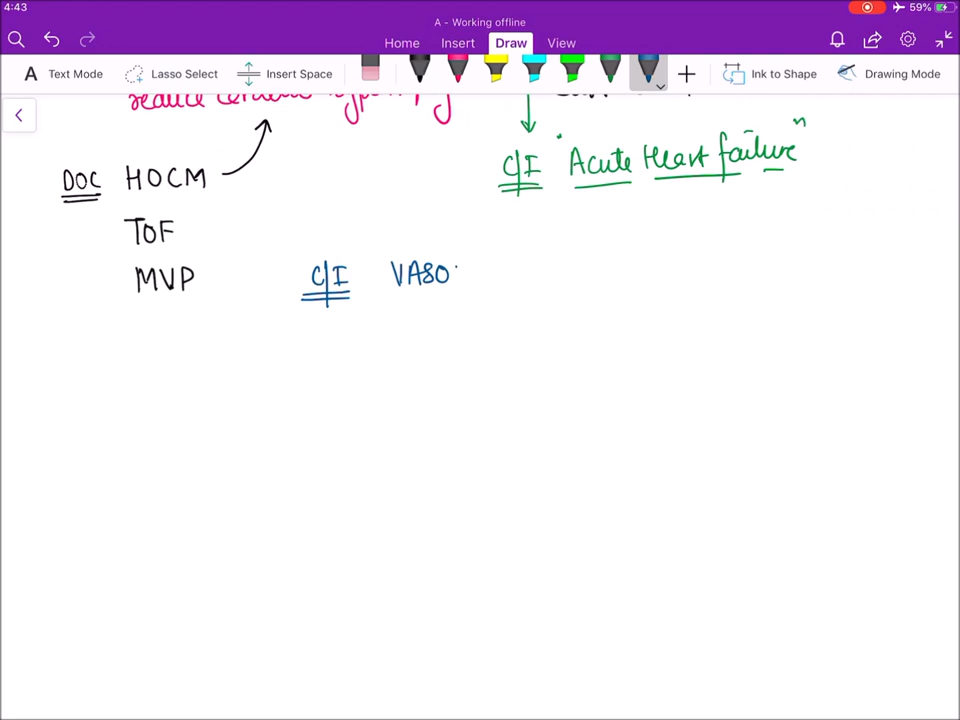 4:43
59%
A - Working offline
Home Insert Draw View
A Text Mode Lasso Select Insert Space Ink to Shape Drawing Mode
reduce
C/I "Acute Heart failure"
DOC HOCM
TOF
MVP C/I VASO